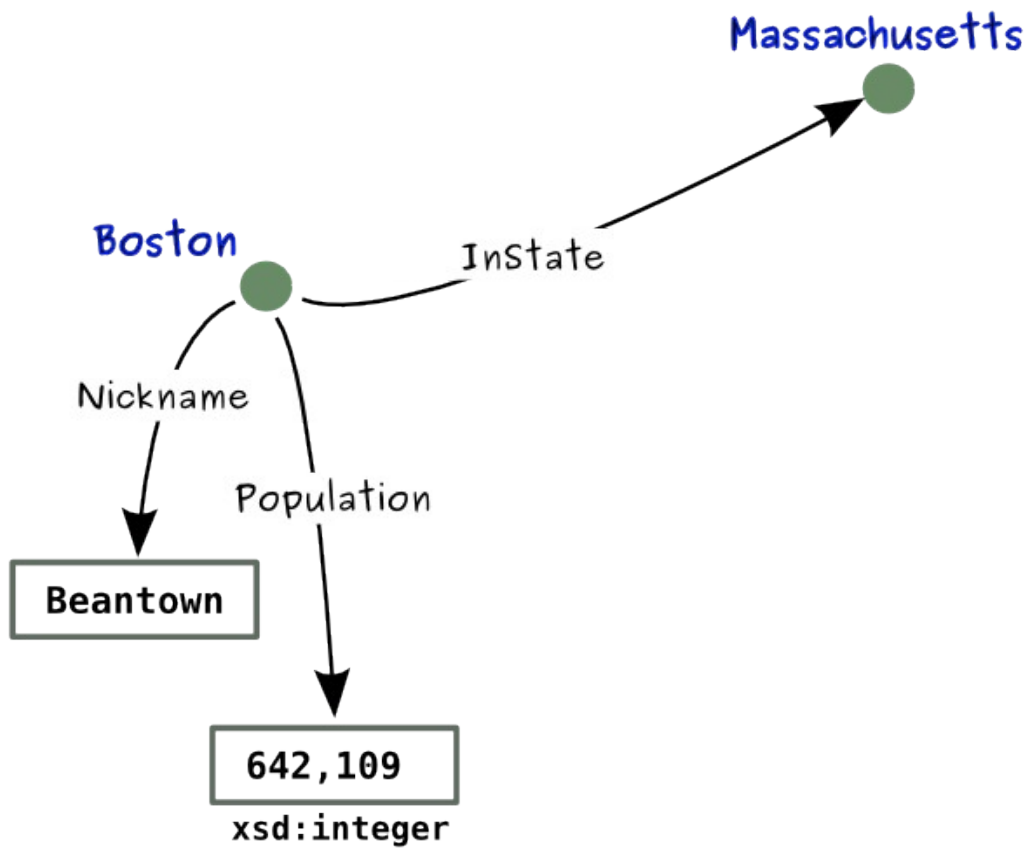 Massachusetts
Boston
InState
Nickname
Population
Beantown
642,109
xsd:integer